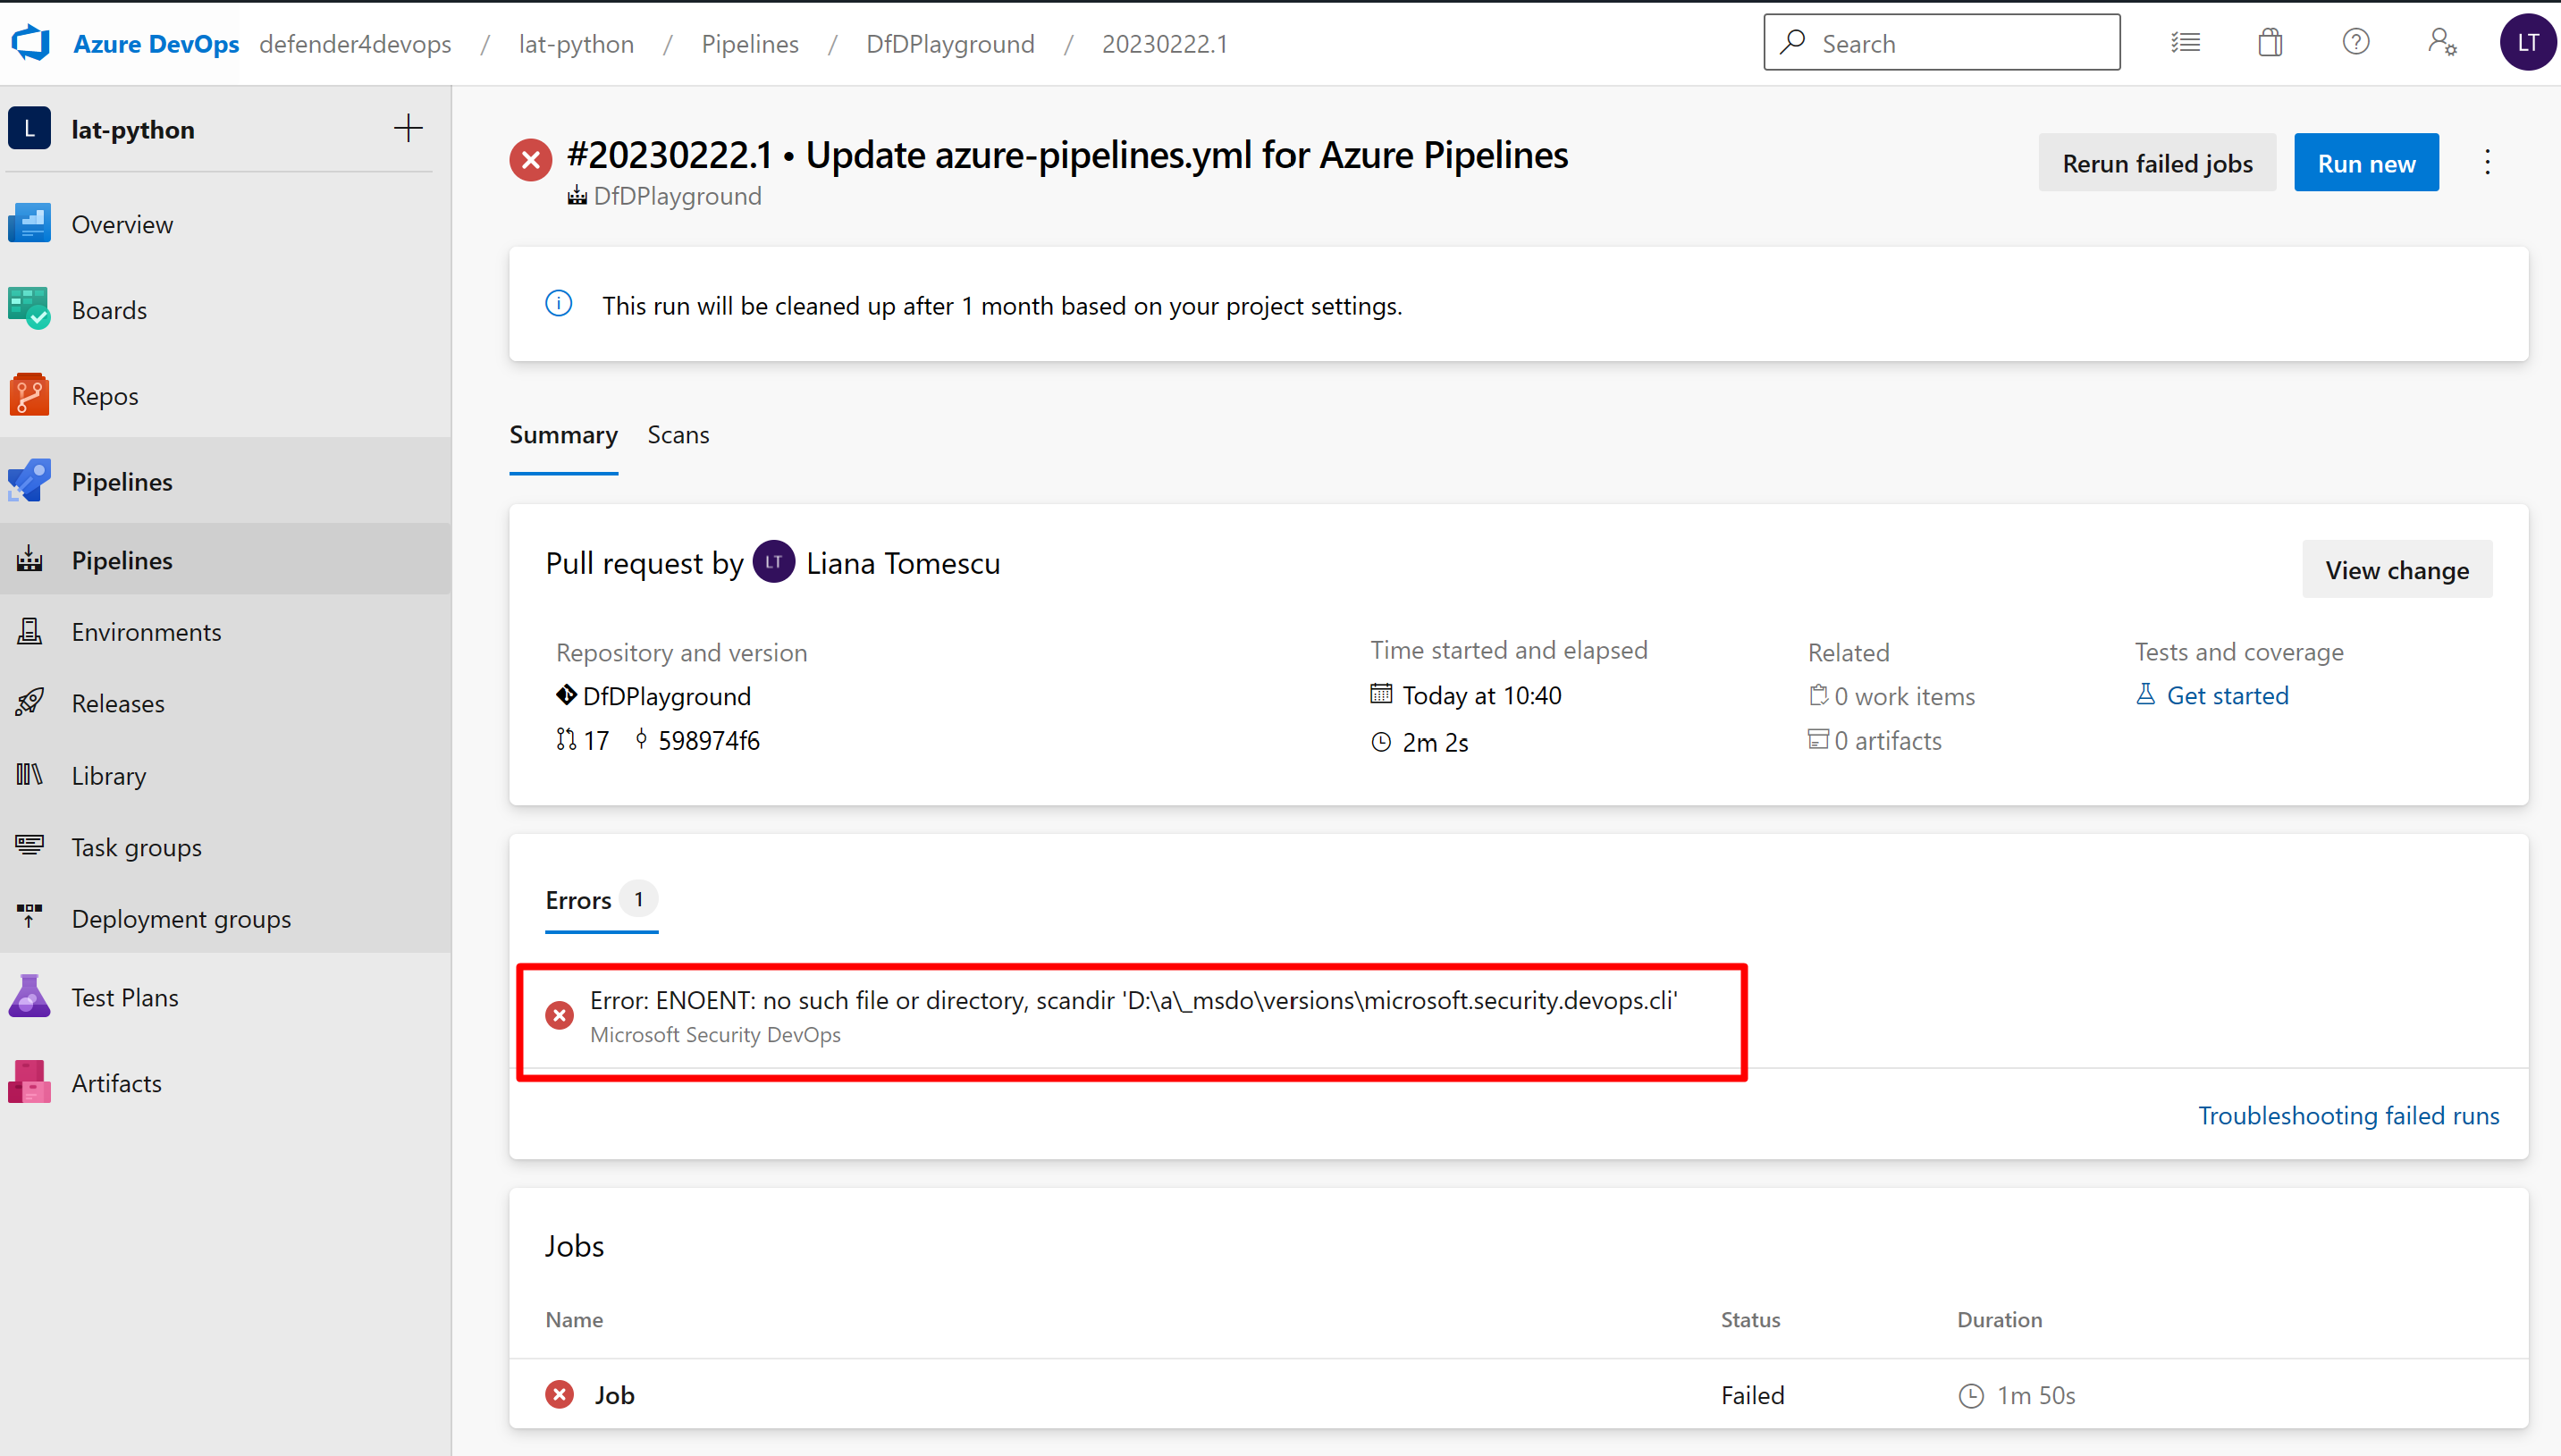 Azure DevOps defender4devops / lat-python / Pipelines / DfDPlayground / 20230222.1
Search
LT
L lat-python
Overview
Boards
Repos
Pipelines
Pipelines
Environments
Releases
Library
Task groups
Deployment groups
Test Plans
Artifacts
#20230222.1 • Update azure-pipelines.yml for Azure Pipelines
DfDPlayground
Rerun failed jobs
Run new
This run will be cleaned up after 1 month based on your project settings.
Summary Scans
Pull request by LT Liana Tomescu
View change
Repository and version
DfDPlayground
17 598974f6
Time started and elapsed
Today at 10:40
2m 2s
Related
0 work items
0 artifacts
Tests and coverage
Get started
Errors 1
Error: ENOENT: no such file or directory, scandir 'D:\a\_msdo\versions\microsoft.security.devops.cli'
Microsoft Security DevOps
Troubleshooting failed runs
Jobs
Name Status Duration
Job Failed 1m 50s